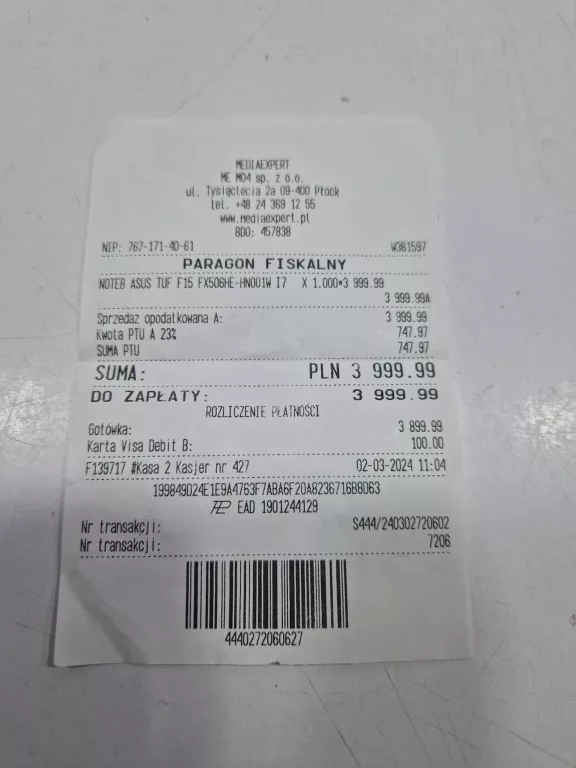 MEDIAEXPERT
ME M04 sp. z o.o.
ul. Tysiąclecia 2a 09-400 Płock
tel. +48 24 369 12 55
www.mediaexpert.pl
BDO: 457838
NIP: 767-171-40-61 W361597
PARAGON FISKALNY
NOTEB ASUS TUF F15 FX506HE-HN001W I7 X 1.000*3 999.99
3 999.99A
Sprzedaż opodatkowana A: 3 999.99
Kwota PTU A 23% 747.97
SUMA PTU 747.97
SUMA: PLN 3 999.99
DO ZAPŁATY: 3 999.99
ROZLICZENIE PŁATNOŚCI
Gotówka: 3 899.99
Karta Visa Debit B: 100.00
F139717 #Kasa 2 Kasjer nr 427 02-03-2024 11:04
199849D24E1E9A4763F7ABA6F20A8236716B8D63
EAD 1901244129
Nr transakcji: S444/240302720602
Nr transakcji: 7206
4440272060627